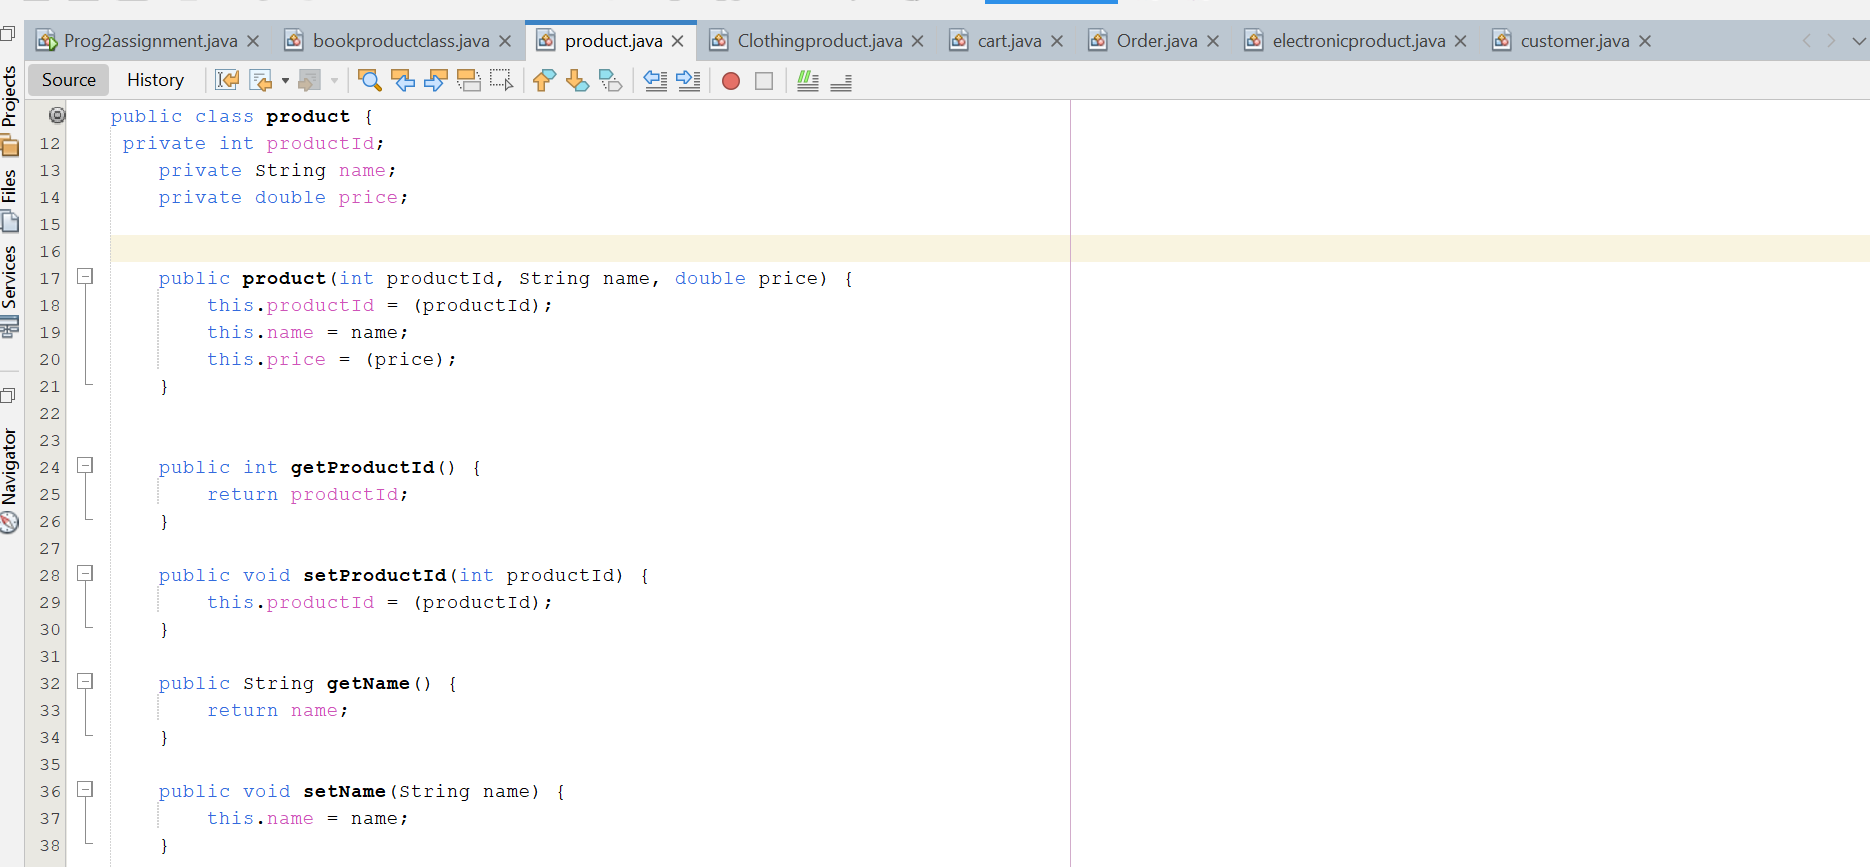 Prog2assignment.java
bookproductclass.java
product.java
Clothingproduct.java
cart.java
Order.java
electronicproduct.java
customer.java
Source
History
Projects
Files
Services
Navigator
public class product {
12 private int productId;
13 private String name;
14 private double price;
15
16
17 public product(int productId, String name, double price) {
18 this.productId = (productId);
19 this.name = name;
20 this.price = (price);
21 }
22
23
24 public int getProductId() {
25 return productId;
26 }
27
28 public void setProductId(int productId) {
29 this.productId = (productId);
30 }
31
32 public String getName() {
33 return name;
34 }
35
36 public void setName(String name) {
37 this.name = name;
38 }